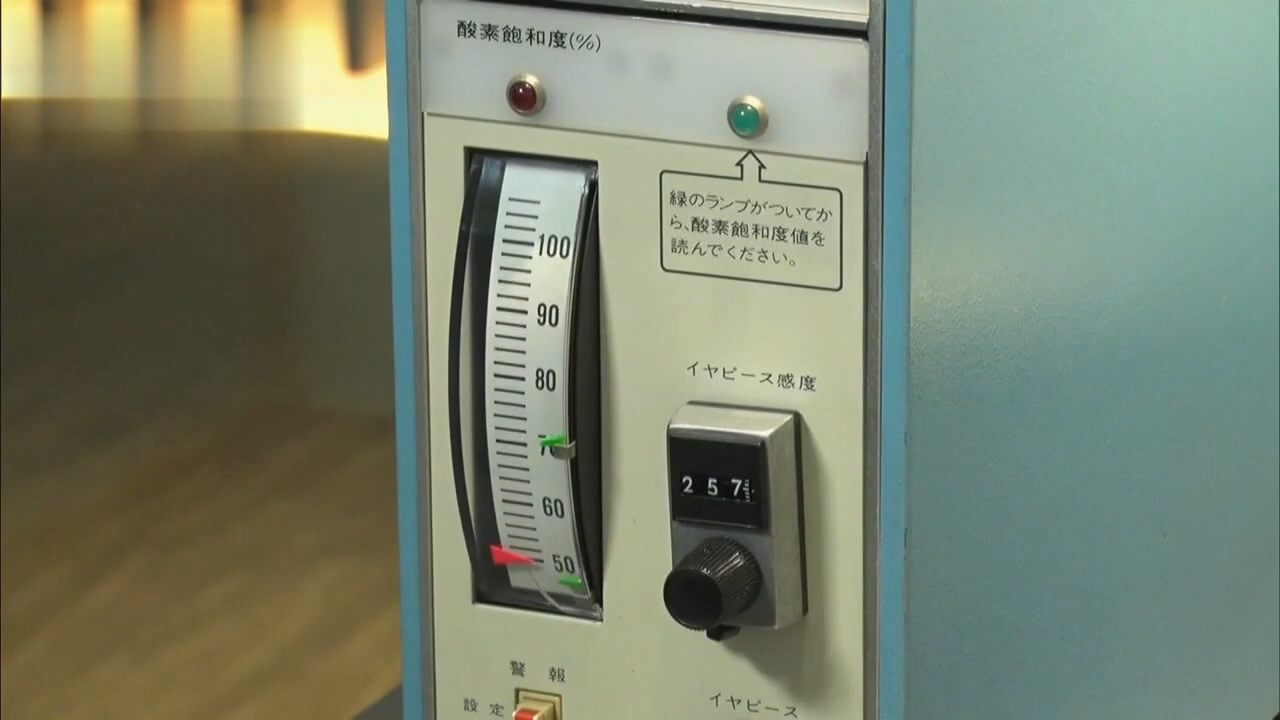 酸素飽和度(%)
緑のランプがついてか
ら、酸素飽和度値を
読んでください。
100
90
80
70
60
50
イヤピース感度
2 5 7
警 報
設 定
イヤピース